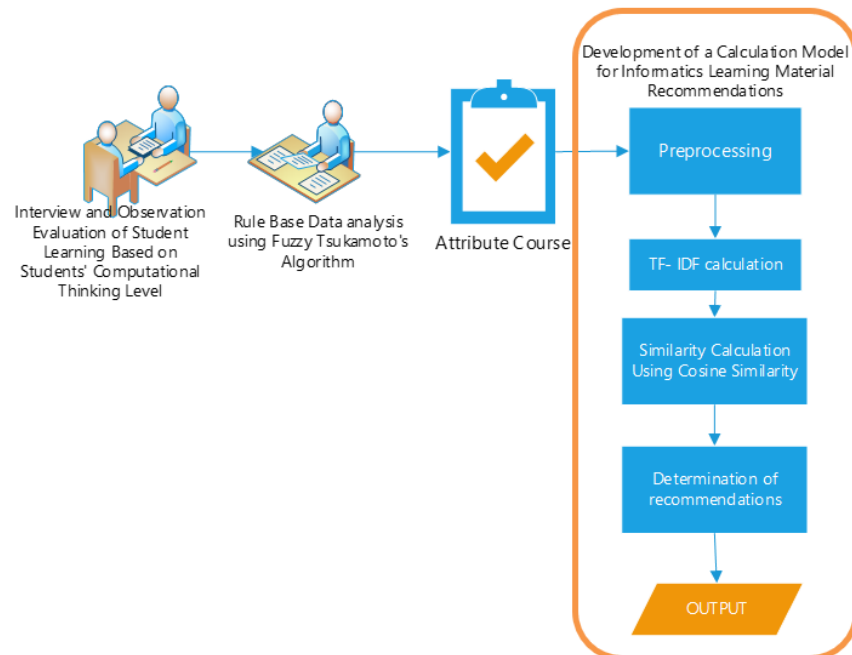 Interview and Observation
Evaluation of Student
Learning Based on
Students' Computational
Thinking Level
Rule Base Data analysis
using Fuzzy Tsukamoto's
Algorithm
Attribute Course
Development of a Calculation Model
for Informatics Learning Material
Recommendations
Preprocessing
TF- IDF calculation
Similarity Calculation
Using Cosine Similarity
Determination of
recommendations
OUTPUT